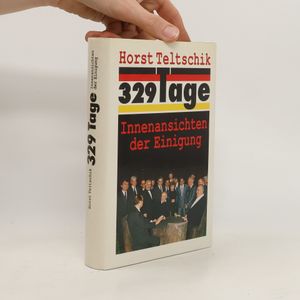 Horst Teltschik
329 Tage
Innenansichten
der Einigung
Horst Teltschik
329 Tage
Innenansichten
der Einigung